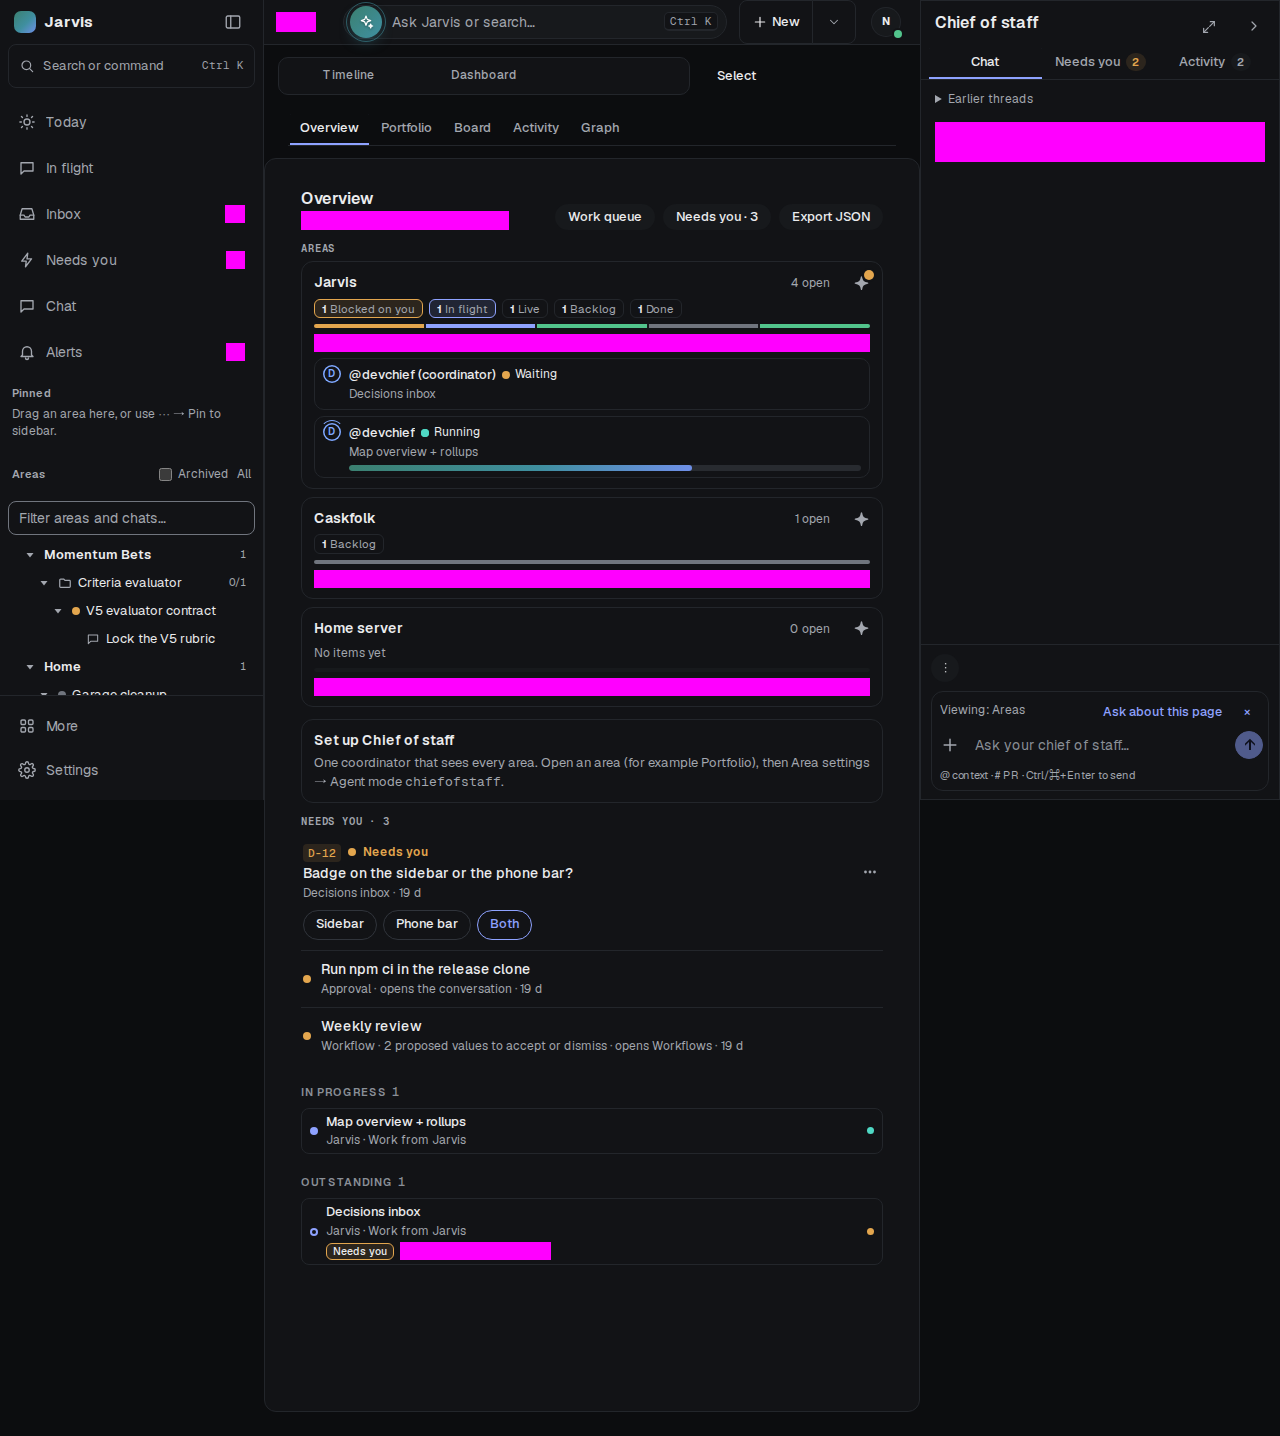 Jarvis
Search or command Ctrl K
Today
In flight
Inbox
Needs you
Chat
Alerts
Pinned
Drag an area here, or use ··· → Pin to
sidebar.
Areas Archived All
Filter areas and chats…
Momentum Bets 1
Criteria evaluator 0/1
V5 evaluator contract
Lock the V5 rubric
Home 1
Garage cleanup
More
Settings
Ask Jarvis or search… Ctrl K
New
N
Timeline Dashboard Select
Overview Portfolio Board Activity Graph
Overview
Work queue Needs you · 3 Export JSON
AREAS
Jarvis 4 open
1 Blocked on you 1 In flight 1 Live 1 Backlog 1 Done
D @devchief (coordinator) Waiting
Decisions inbox
D @devchief Running
Map overview + rollups
Caskfolk 1 open
1 Backlog
Home server 0 open
No items yet
Set up Chief of staff
One coordinator that sees every area. Open an area (for example Portfolio), then Area settings
→ Agent mode chiefofstaff.
NEEDS YOU · 3
D-12 Needs you
Badge on the sidebar or the phone bar?
Decisions inbox · 19 d
Sidebar Phone bar Both
Run npm ci in the release clone
Approval · opens the conversation · 19 d
Weekly review
Workflow · 2 proposed values to accept or dismiss · opens Workflows · 19 d
IN PROGRESS 1
Map overview + rollups
Jarvis · Work from Jarvis
OUTSTANDING 1
Decisions inbox
Jarvis · Work from Jarvis
Needs you
Chief of staff
Chat Needs you 2 Activity 2
Earlier threads
Viewing: Areas Ask about this page ×
Ask your chief of staff…
@ context · # PR · Ctrl/⌘+Enter to send